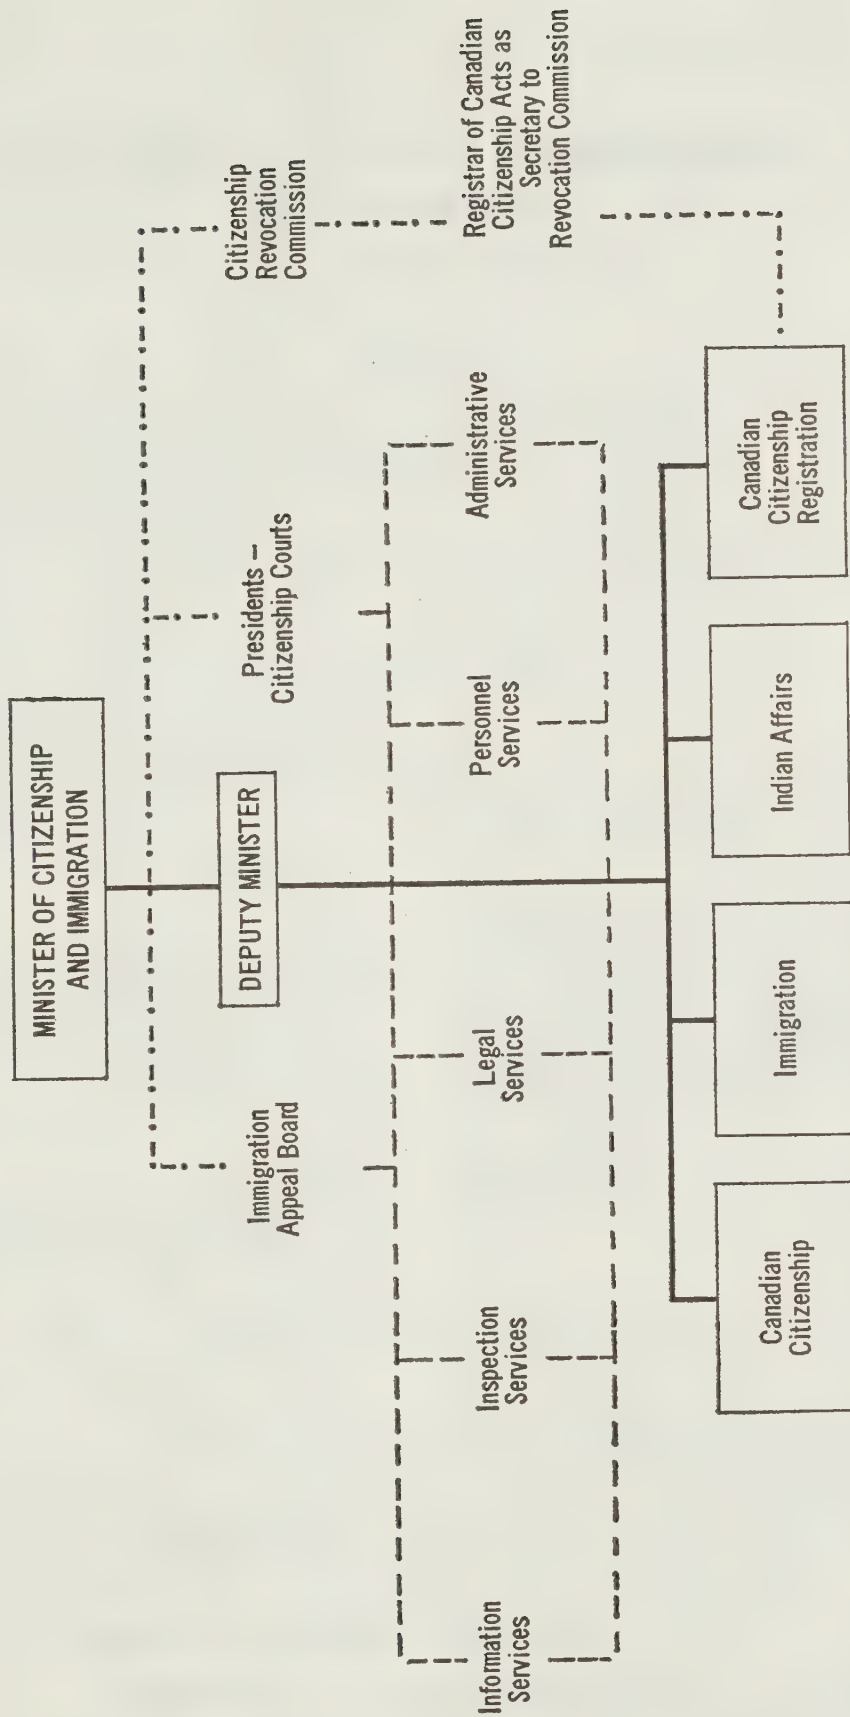 MINISTER OF CITIZENSHIP
AND IMMIGRATION
Immigration
Appeal Board
DEPUTY MINISTER
Presidents –
Citizenship Courts
Citizenship
Revocation
Commission
Information
Services
Inspection
Services
Legal
Services
Personnel
Services
Administrative
Services
Registrar of Canadian
Citizenship Acts as
Secretary to
Revocation Commission
Canadian
Citizenship
Immigration
Indian Affairs
Canadian
Citizenship
Registration